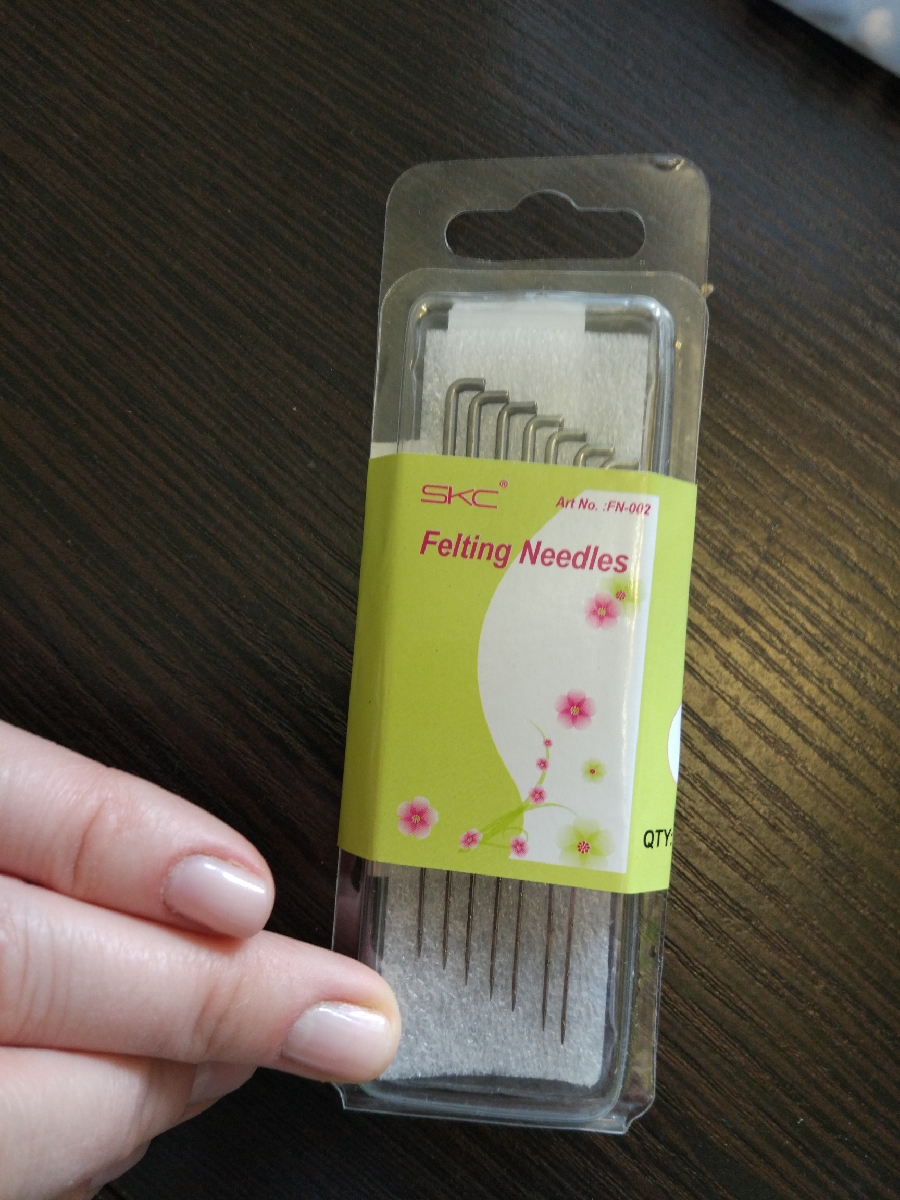 SKC®
Art No. :FN-002
Felting Needles
QTY: